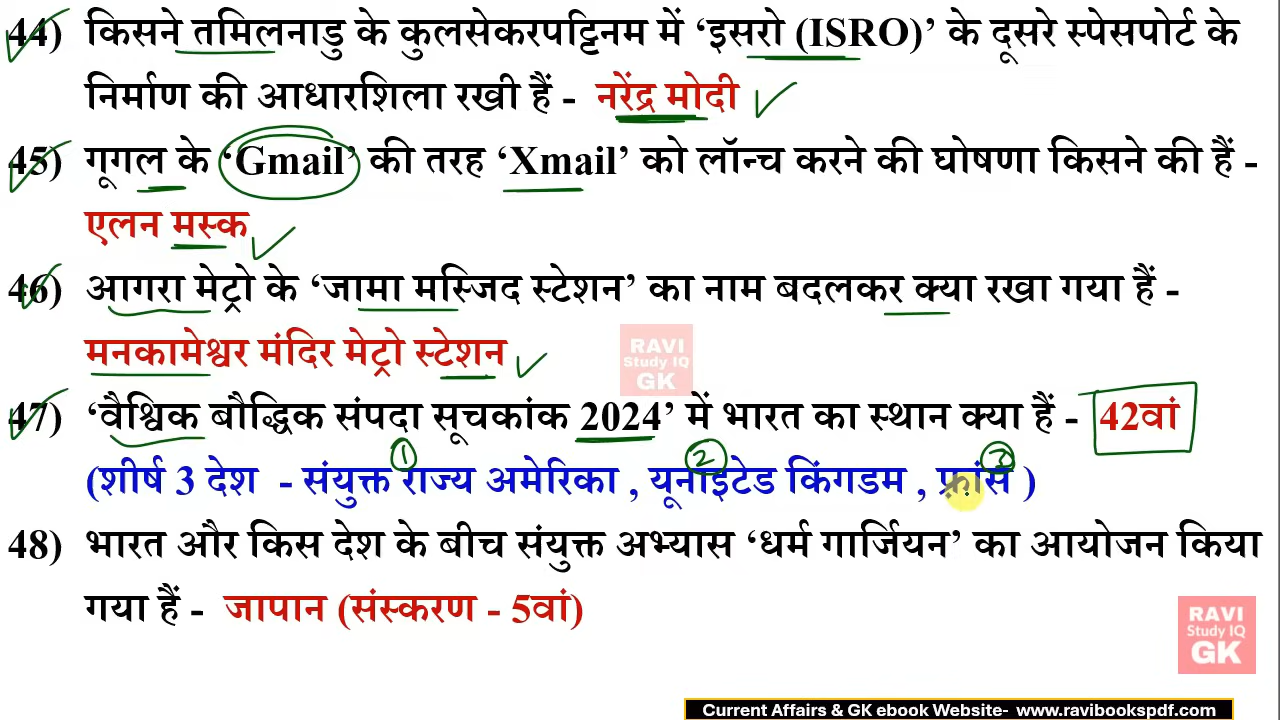 44) किसने तमिलनाडु के कुलसेकरपट्टिनम में ‘इसरो (ISRO)’ के दूसरे स्पेसपोर्ट के
निर्माण की आधारशिला रखी हैं - नरेंद्र मोदी
45) गूगल के ‘Gmail’ की तरह ‘Xmail’ को लॉन्च करने की घोषणा किसने की हैं -
एलन मस्क
46) आगरा मेट्रो के ‘जामा मस्जिद स्टेशन’ का नाम बदलकर क्या रखा गया हैं -
मनकामेश्वर मंदिर मेट्रो स्टेशन
RAVI
Study IQ
GK
47) ‘वैश्विक बौद्धिक संपदा सूचकांक 2024’ में भारत का स्थान क्या हैं - 42वां
1 2 3
(शीर्ष 3 देश - संयुक्त राज्य अमेरिका , यूनाइटेड किंगडम , फ्रांस )
48) भारत और किस देश के बीच संयुक्त अभ्यास ‘धर्म गार्जियन’ का आयोजन किया
गया हैं - जापान (संस्करण - 5वां)
RAVI
Study IQ
GK
Current Affairs & GK ebook Website- www.ravibookspdf.com